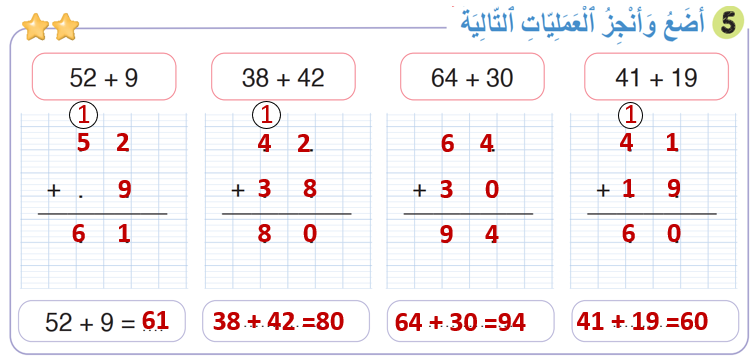 5 أَضَعُ وَأُنْجِزُ ٱلْعَمَلِيّاتِ ٱلتّالِيَةَ
52 + 9
38 + 42
64 + 30
41 + 19
1
5 2
+ . 9
6 1
1
4 2
+ 3 8
8 0
6 4
+ 3 0
9 4
1
4 1
+ 1 9
6 0
52 + 9 = 61
38 + 42 =80
64 + 30 =94
41 + 19 =60